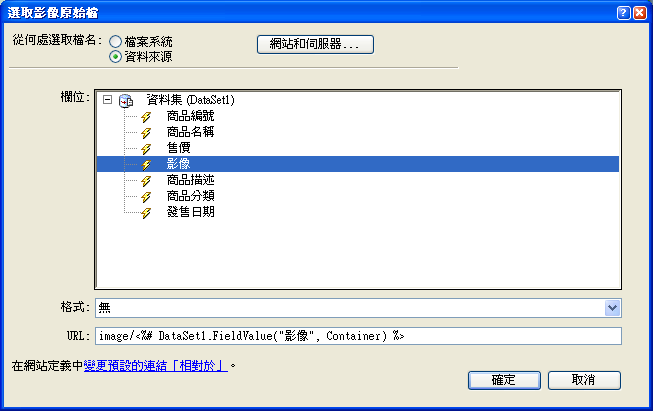 選取影像原始檔
從何處選取檔名: 檔案系統
資料來源
網站和伺服器...
欄位: 資料集 (DataSet1)
商品編號
商品名稱
售價
影像
商品描述
商品分類
發售日期
格式: 無
URL: image/<%# DataSet1.FieldValue("影像", Container) %>
在網站定義中變更預設的連結「相對於」。
確定 取消